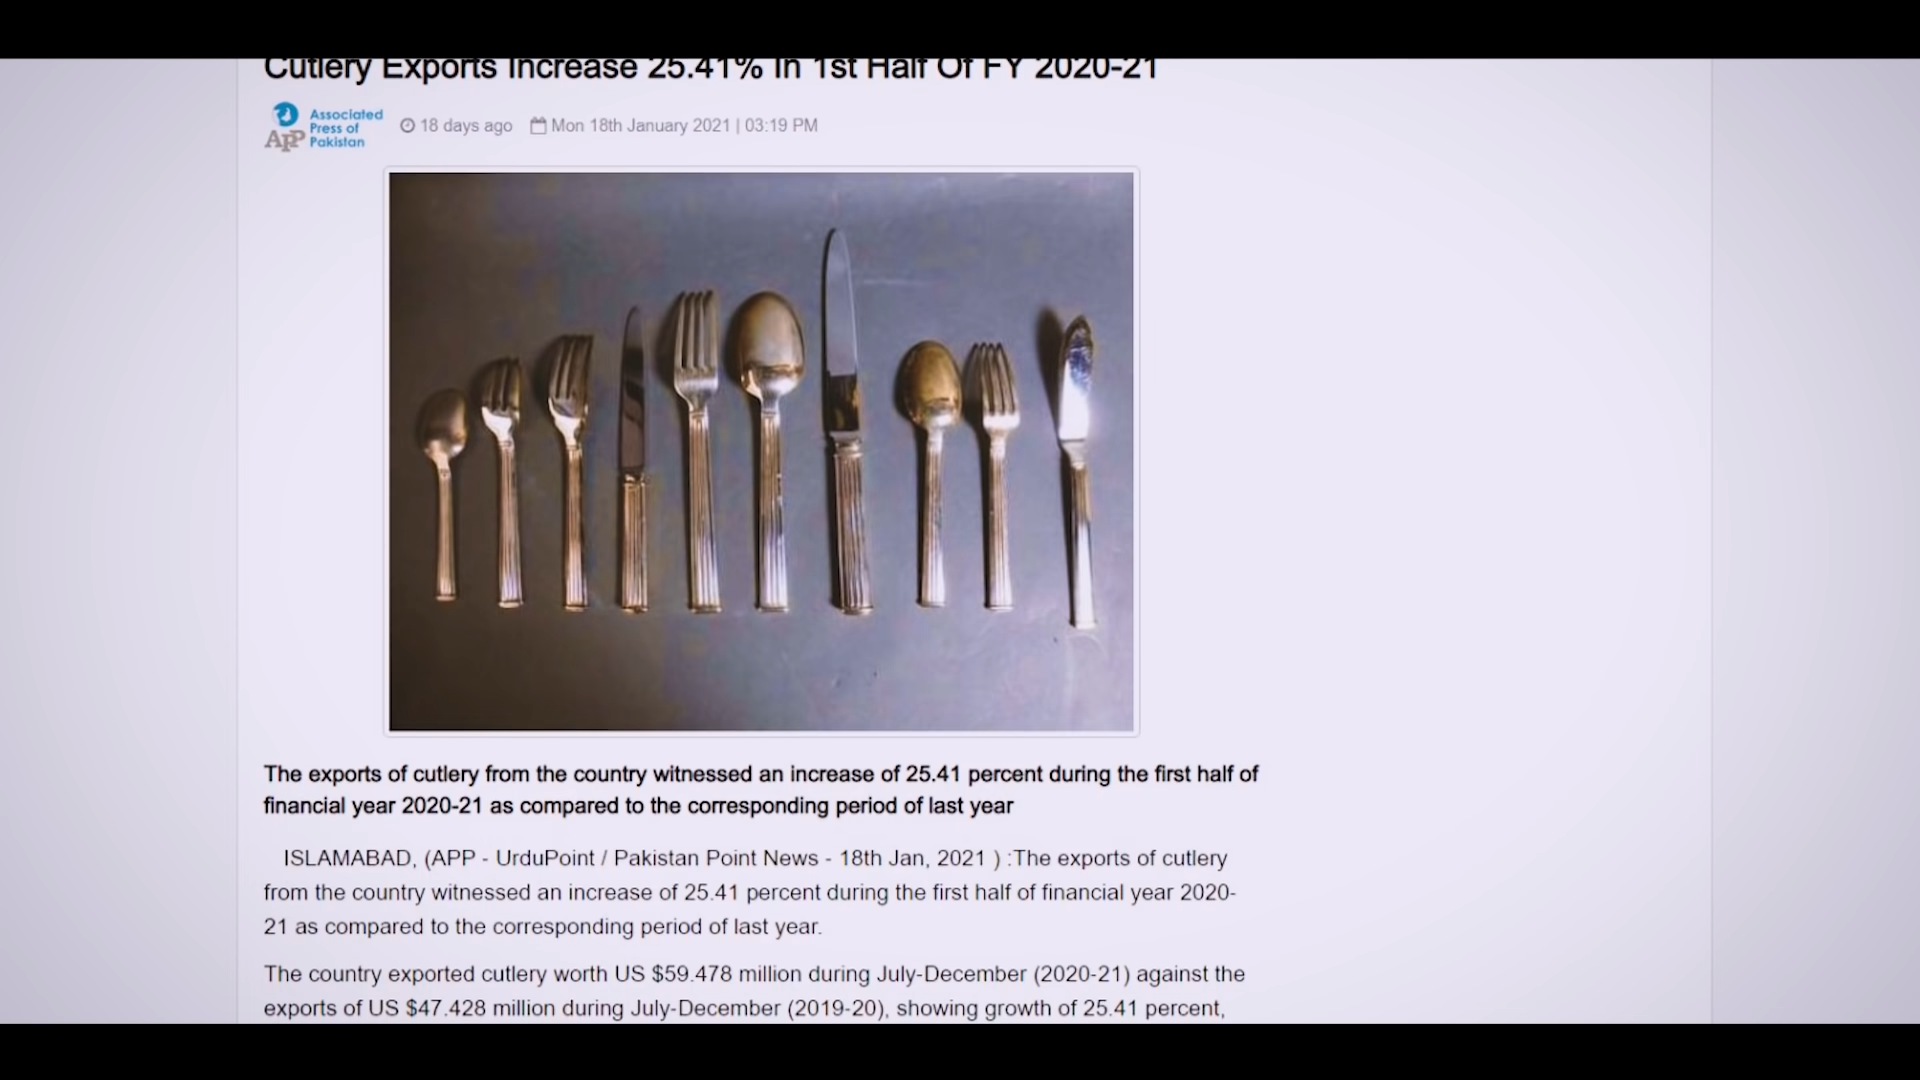 Cutlery Exports Increase 25.41% In 1st Half Of FY 2020-21
Associated
Press of
Pakistan
APP
18 days ago
Mon 18th January 2021 | 03:19 PM
The exports of cutlery from the country witnessed an increase of 25.41 percent during the first half of
financial year 2020-21 as compared to the corresponding period of last year
ISLAMABAD, (APP - UrduPoint / Pakistan Point News - 18th Jan, 2021 ) :The exports of cutlery
from the country witnessed an increase of 25.41 percent during the first half of financial year 2020-
21 as compared to the corresponding period of last year.
The country exported cutlery worth US $59.478 million during July-December (2020-21) against the
exports of US $47.428 million during July-December (2019-20), showing growth of 25.41 percent,